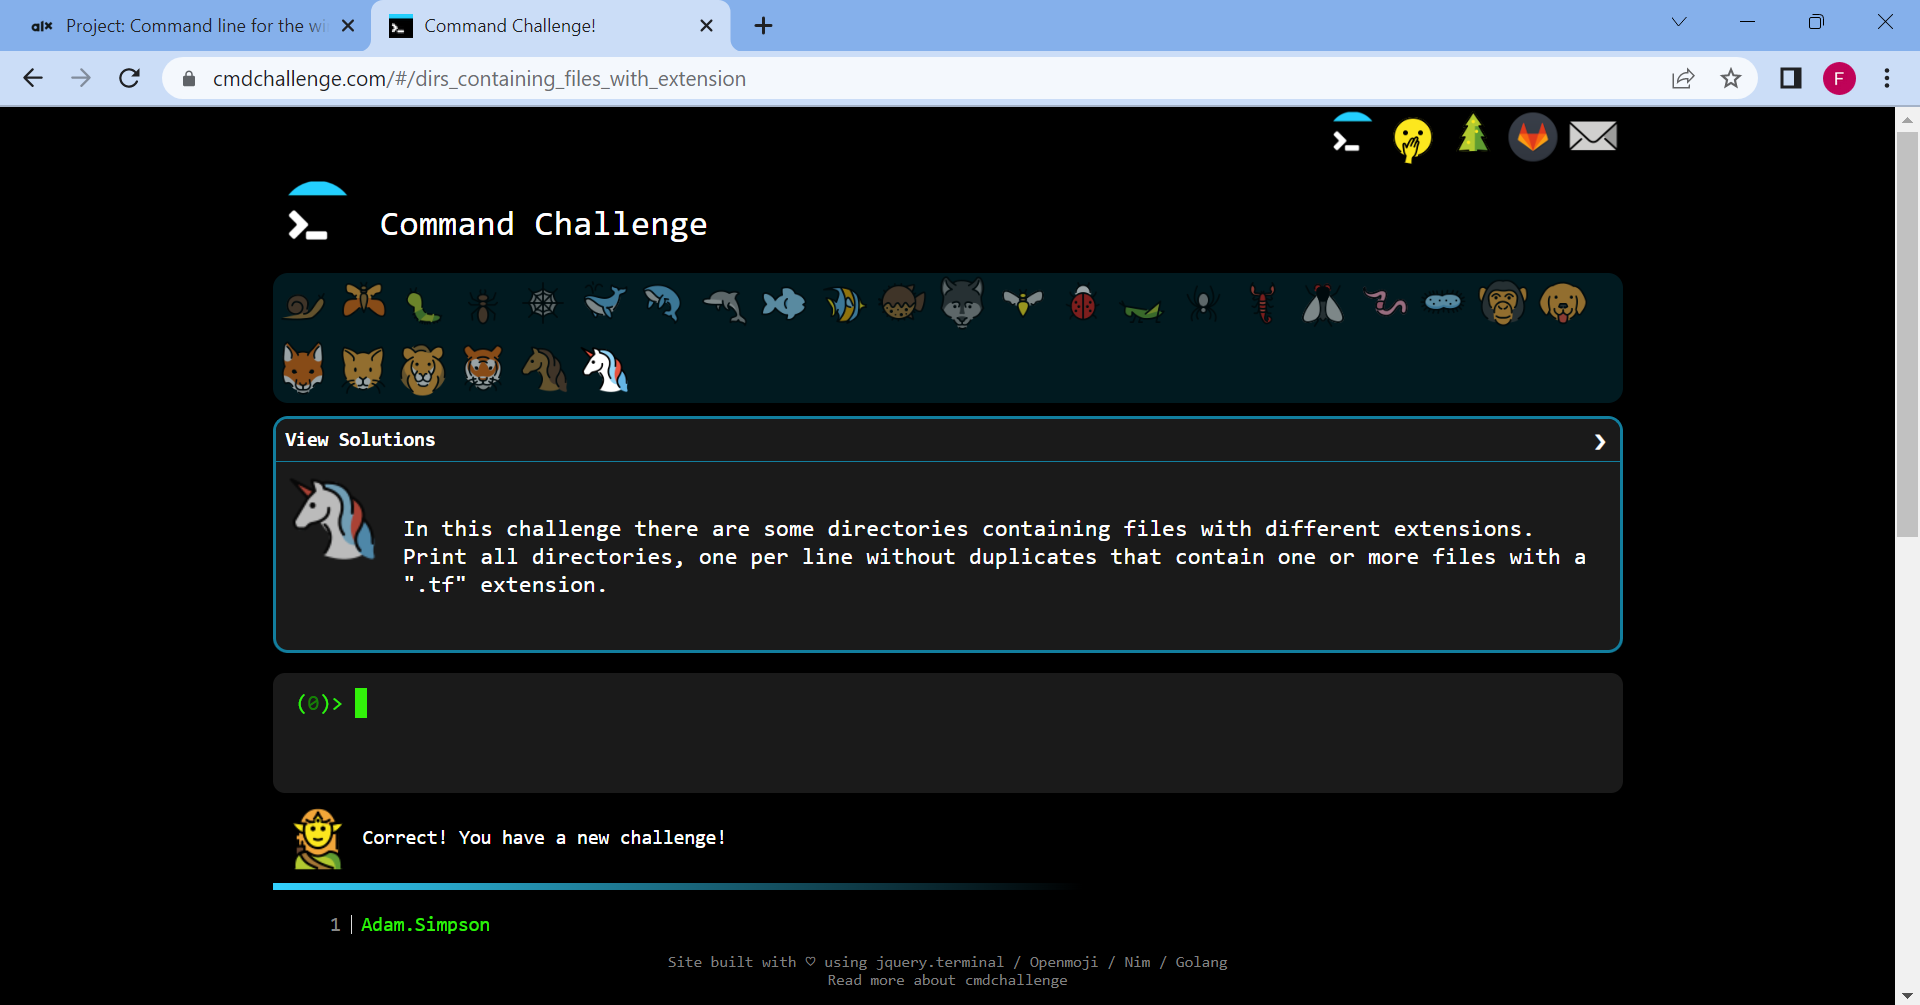 alx Project: Command line for the wi
Command Challenge!
cmdchallenge.com/#/dirs_containing_files_with_extension
F
Command Challenge
View Solutions
In this challenge there are some directories containing files with different extensions.
Print all directories, one per line without duplicates that contain one or more files with a
".tf" extension.
(0)>
Correct! You have a new challenge!
1 Adam.Simpson
Site built with ♡ using jquery.terminal / Openmoji / Nim / Golang
Read more about cmdchallenge